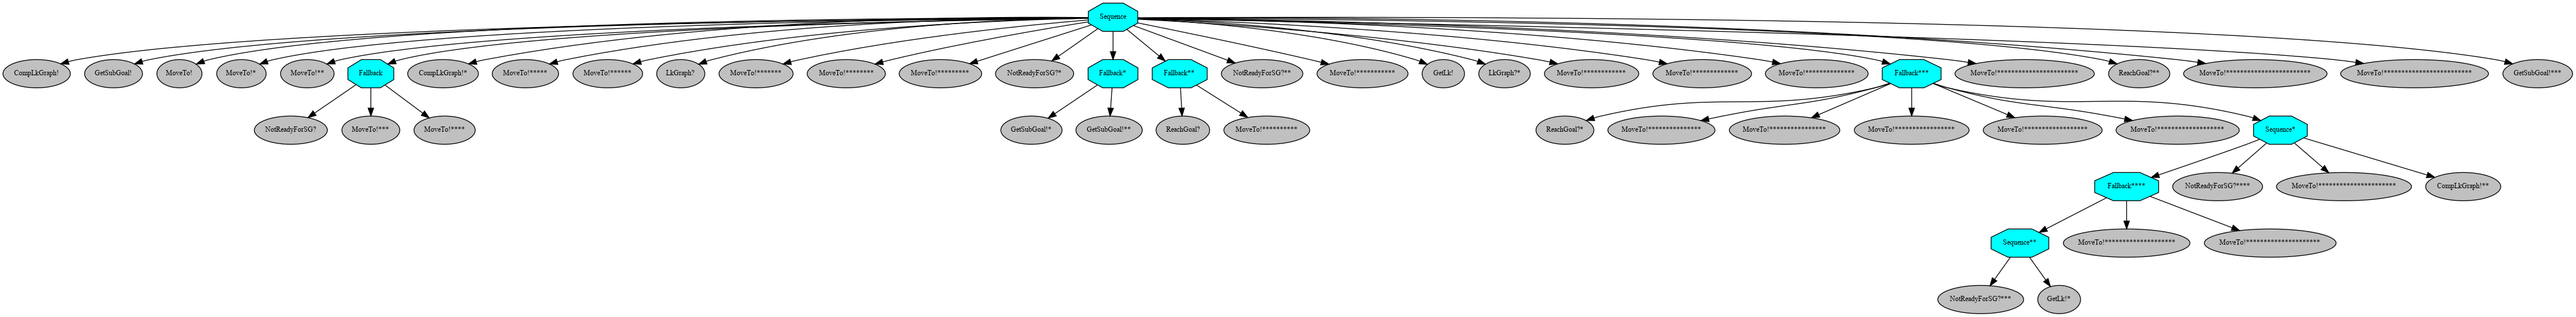 Sequence
CompLkGraph!
GetSubGoal!
MoveTo!
MoveTo!*
MoveTo!**
Fallback
CompLkGraph!*
MoveTo!*****
MoveTo!******
LkGraph?
MoveTo!*******
MoveTo!********
MoveTo!*********
NotReadyForSG?*
Fallback*
Fallback**
NotReadyForSG?**
MoveTo!***********
GetLk!
LkGraph?*
MoveTo!************
MoveTo!*************
MoveTo!**************
Fallback***
MoveTo!***********************
ReachGoal?**
MoveTo!************************
MoveTo!*************************
GetSubGoal!***
NotReadyForSG?
MoveTo!***
MoveTo!****
GetSubGoal!*
GetSubGoal!**
ReachGoal?
MoveTo!**********
ReachGoal?*
MoveTo!***************
MoveTo!****************
MoveTo!*****************
MoveTo!******************
MoveTo!*******************
Sequence*
Fallback****
NotReadyForSG?****
MoveTo!**********************
CompLkGraph!**
Sequence**
MoveTo!********************
MoveTo!*********************
NotReadyForSG?***
GetLk!*